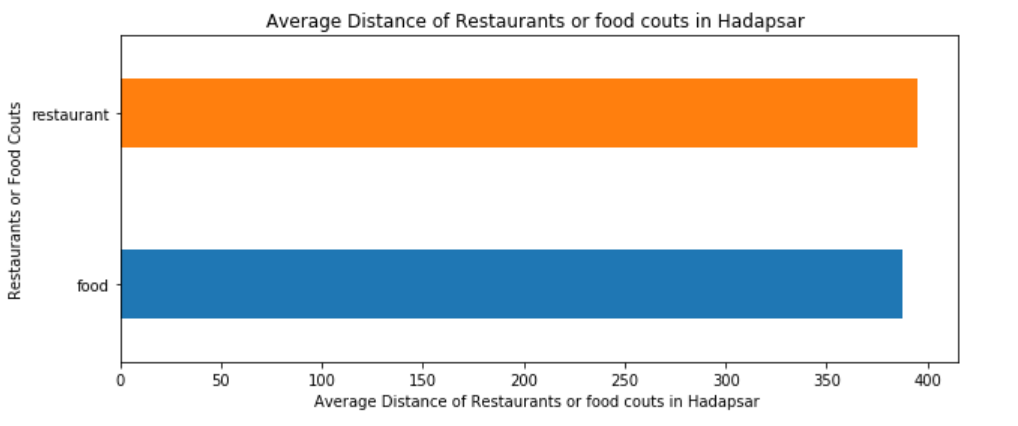 Average Distance of Restaurants or food couts in Hadapsar
Restaurants or Food Couts
restaurant
food
0 50 100 150 200 250 300 350 400
Average Distance of Restaurants or food couts in Hadapsar